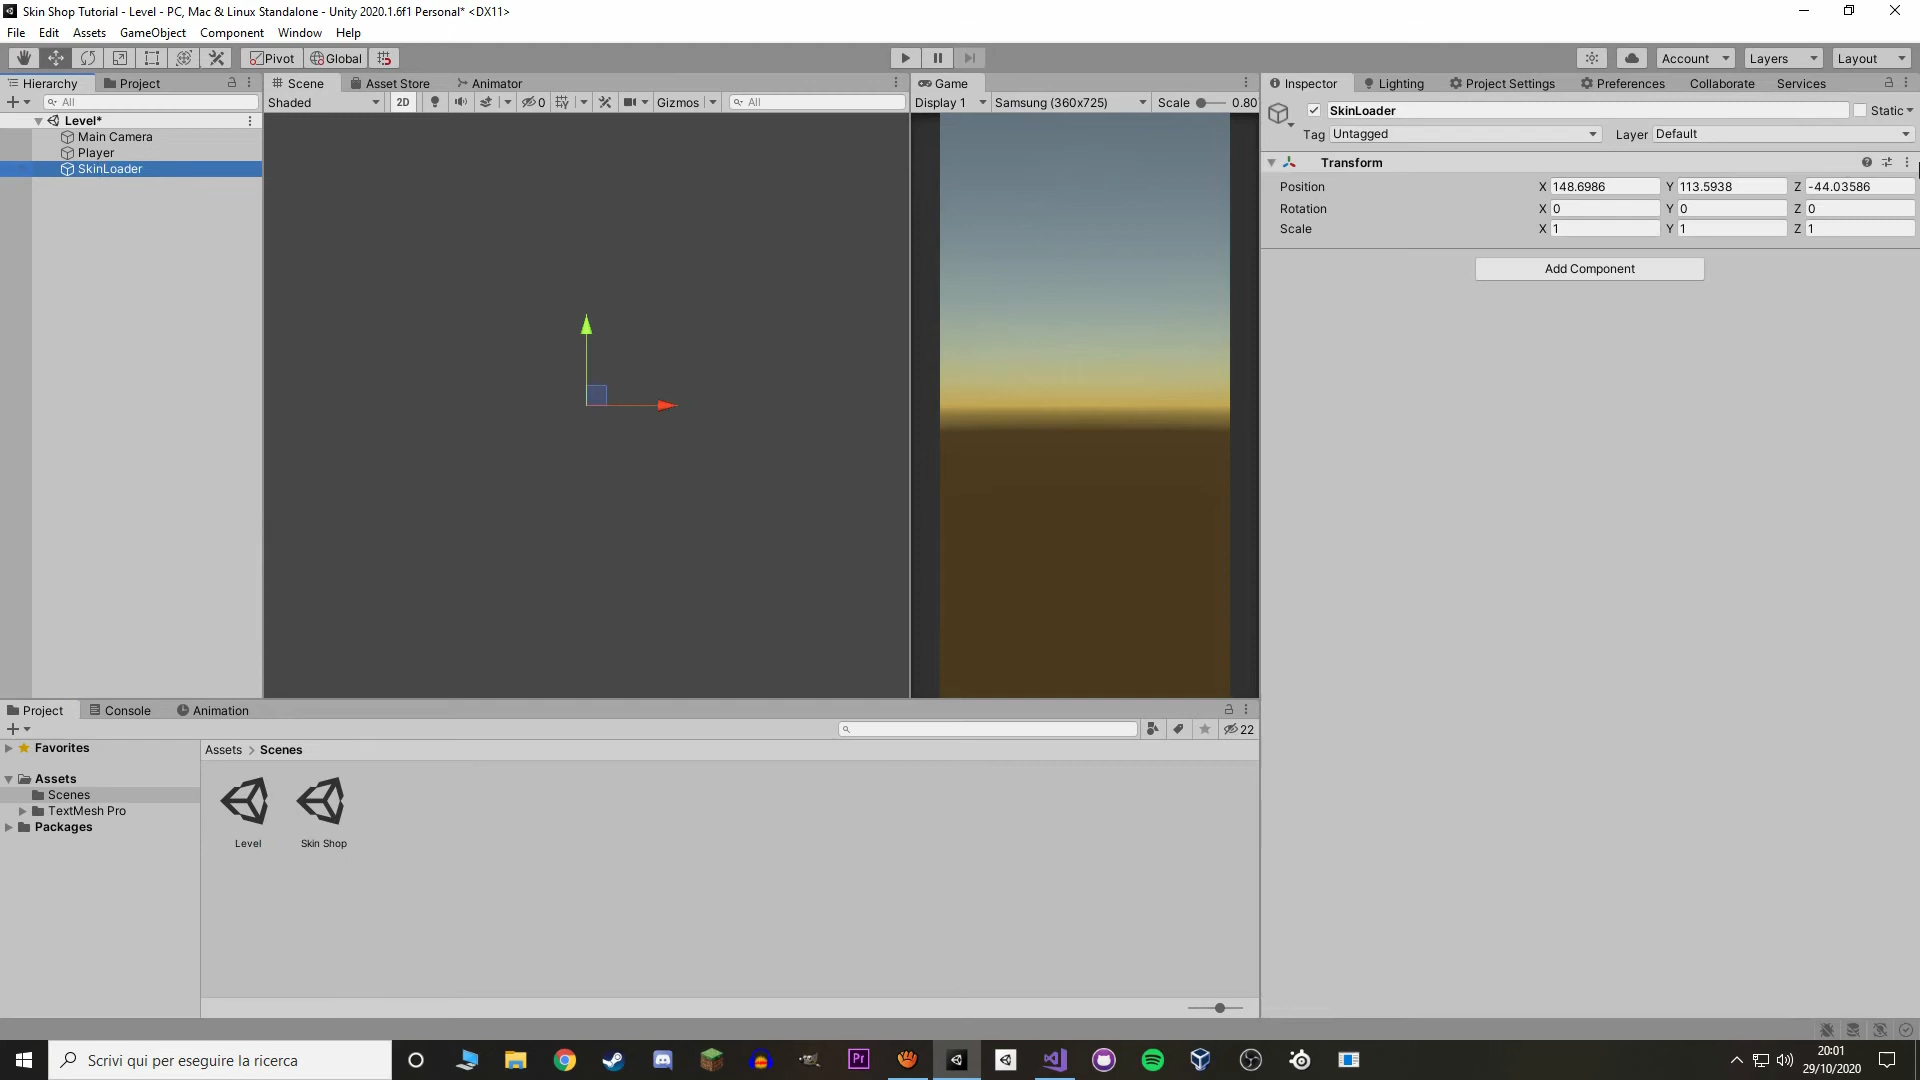 Skin Shop Tutorial - Level - PC, Mac & Linux Standalone - Unity 2020.1.6f1 Personal* <DX11>
File Edit Assets GameObject Component Window Help
Pivot Global Account Layers Layout
Hierarchy Project Scene Asset Store Animator Game Inspector Lighting Project Settings Preferences Collaborate Services
All Shaded 2D 0 Gizmos All Display 1 Samsung (360x725) Scale 0.80
SkinLoader Static
Level*
Main Camera
Player
SkinLoader
Tag Untagged Layer Default
Transform
Position X 148.6986 Y 113.5938 Z -44.03586
Rotation X 0 Y 0 Z 0
Scale X 1 Y 1 Z 1
Add Component
Project Console Animation
22
Favorites
Assets
Scenes
TextMesh Pro
Packages
Assets > Scenes
Level Skin Shop
Scrivi qui per eseguire la ricerca
Pr
20:01
29/10/2020